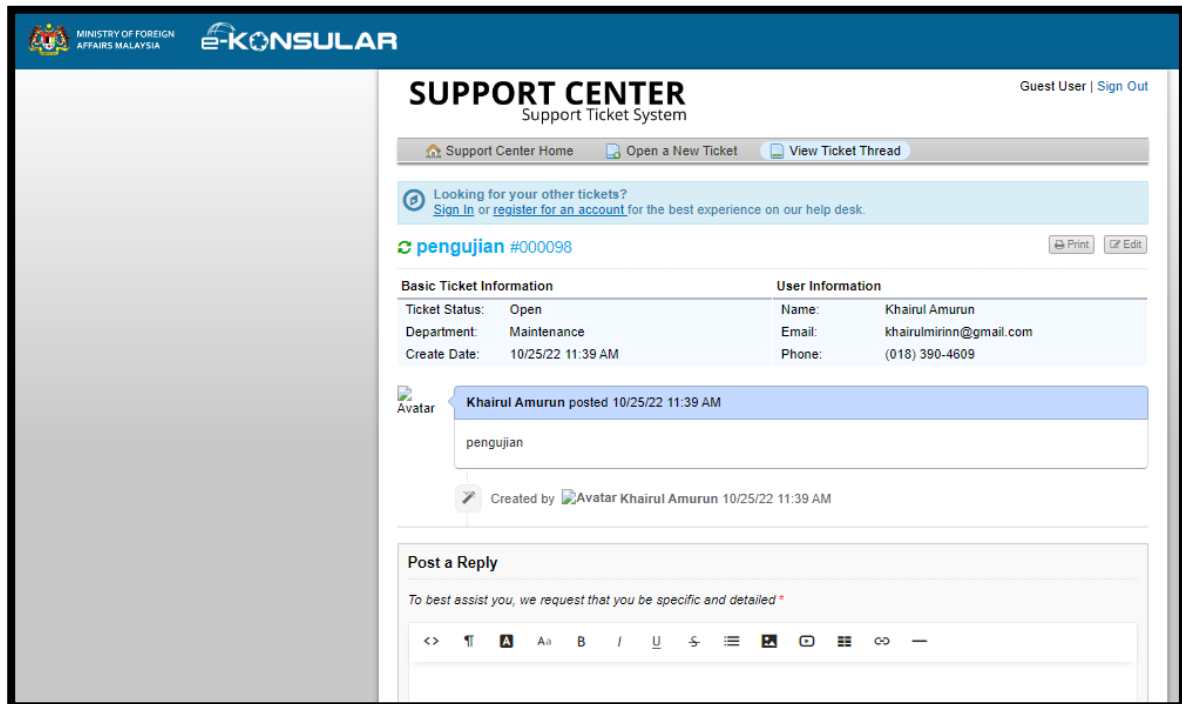 MINISTRY OF FOREIGN
AFFAIRS MALAYSIA
e-KONSULAR
SUPPORT CENTER
Support Ticket System
Guest User | Sign Out
Support Center Home Open a New Ticket View Ticket Thread
Looking for your other tickets?
Sign In or register for an account for the best experience on our help desk.
pengujian #000098
Print Edit
Basic Ticket Information
Ticket Status: Open
Department: Maintenance
Create Date: 10/25/22 11:39 AM
User Information
Name: Khairul Amurun
Email: khairulmirinn@gmail.com
Phone: (018) 390-4609
Avatar
Khairul Amurun posted 10/25/22 11:39 AM
pengujian
Created by Avatar Khairul Amurun 10/25/22 11:39 AM
Post a Reply
To best assist you, we request that you be specific and detailed *
<> ¶ A Aa B I U S